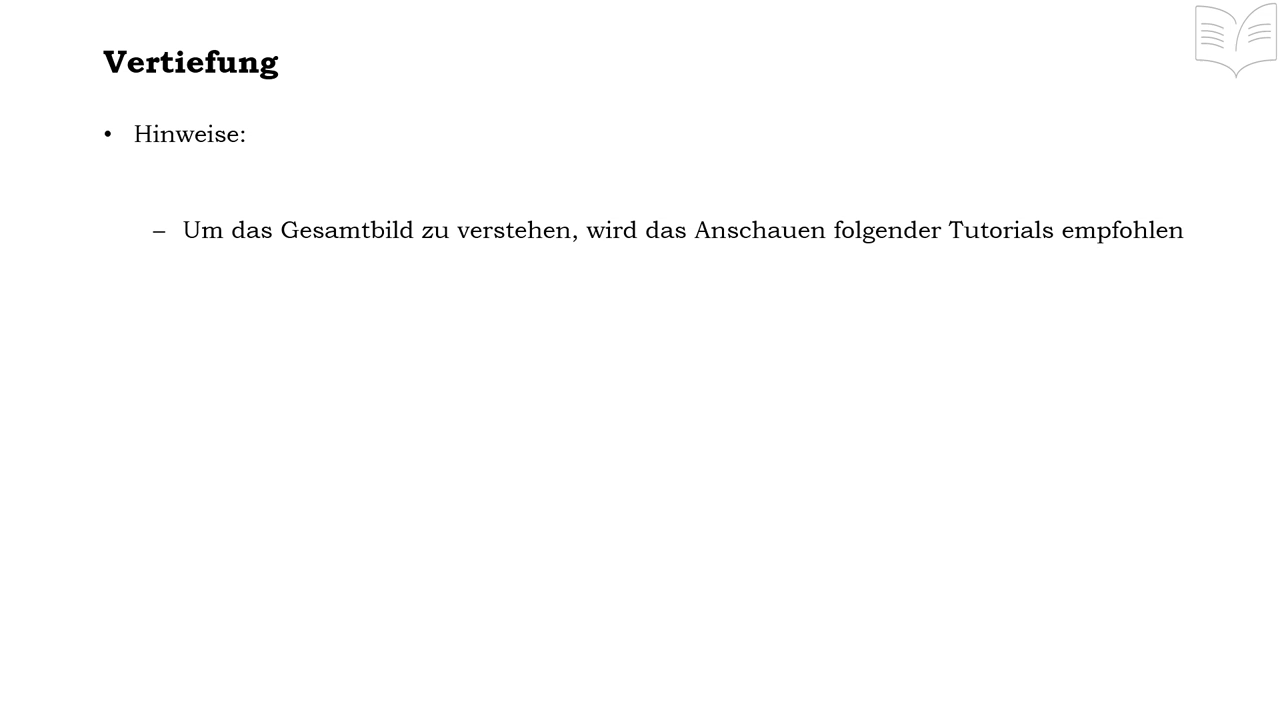 Vertiefung
• Hinweise:
– Um das Gesamtbild zu verstehen, wird das Anschauen folgender Tutorials empfohlen